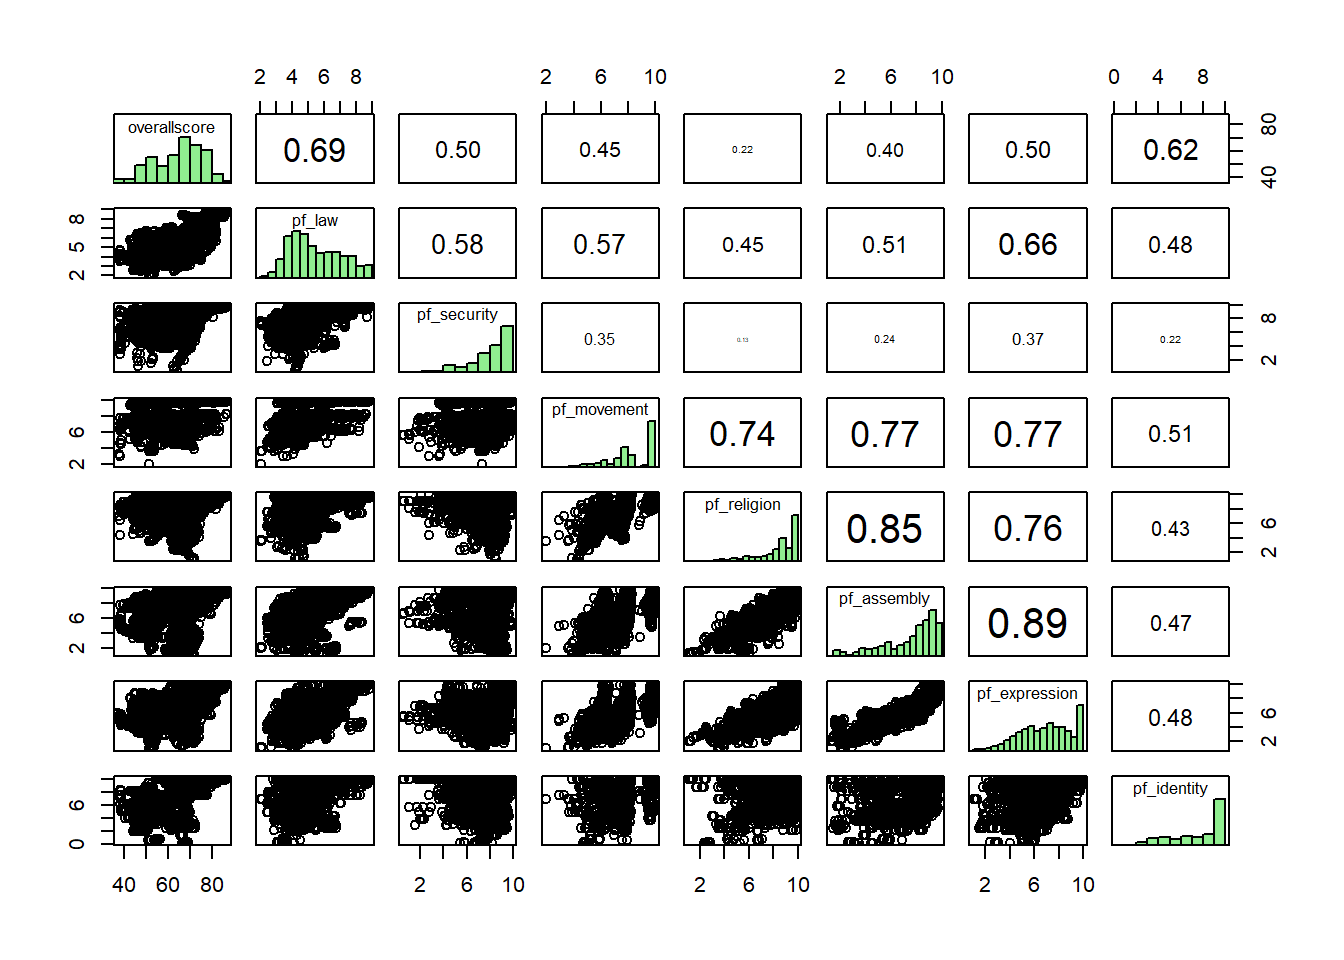 2 4 6 8 2 6 10 2 6 10 0 4 8
overallscore 0.69 0.50 0.45 0.22 0.40 0.50 0.62 40 80
2 5 8 pf_law 0.58 0.57 0.45 0.51 0.66 0.48
pf_security 0.35 0.13 0.24 0.37 0.22 2 8
2 6 pf_movement 0.74 0.77 0.77 0.51
pf_religion 0.85 0.76 0.43 2 6
2 6 pf_assembly 0.89 0.47
pf_expression 0.48 2 6
0 6 pf_identity
40 60 80 2 6 10 2 6 10 2 6 10